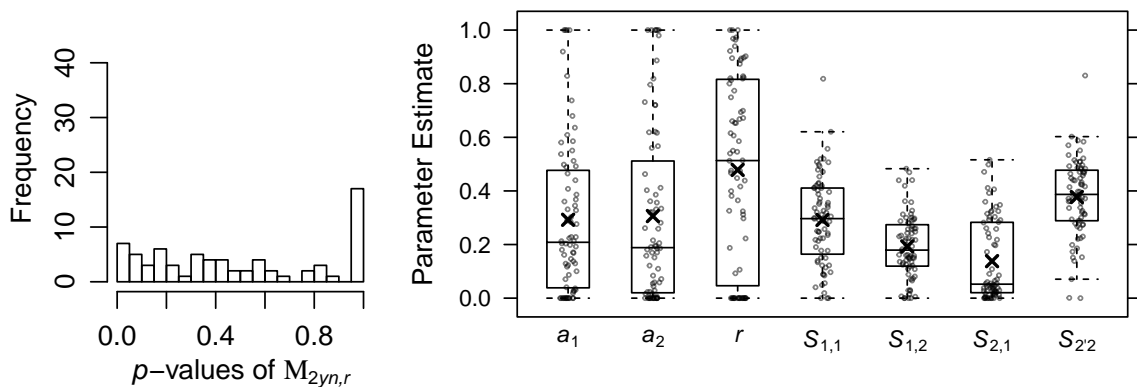 Frequency
40
30
20
10
0
0.0 0.4 0.8
p−values of M2yn,r
Parameter Estimate
1.0
0.8
0.6
0.4
0.2
0.0
a1 a2 r S1,1 S1,2 S2,1 S2'2